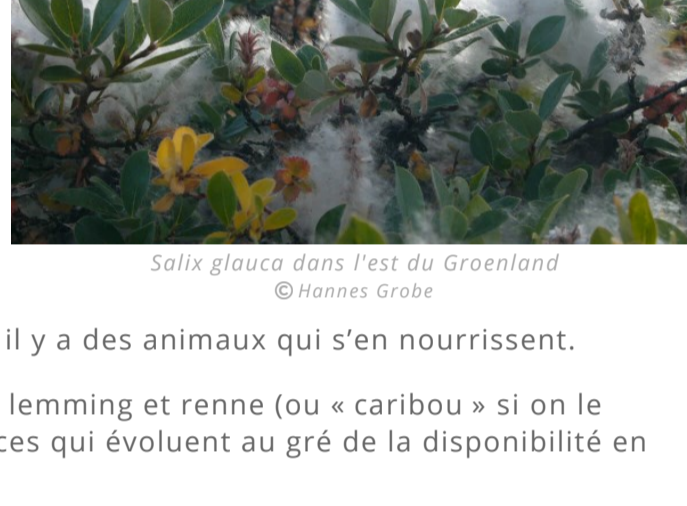 Salix glauca dans l'est du Groenland
©Hannes Grobe
il y a des animaux qui s’en nourrissent.
lemming et renne (ou « caribou » si on le
qui évoluent au gré de la disponibilité en